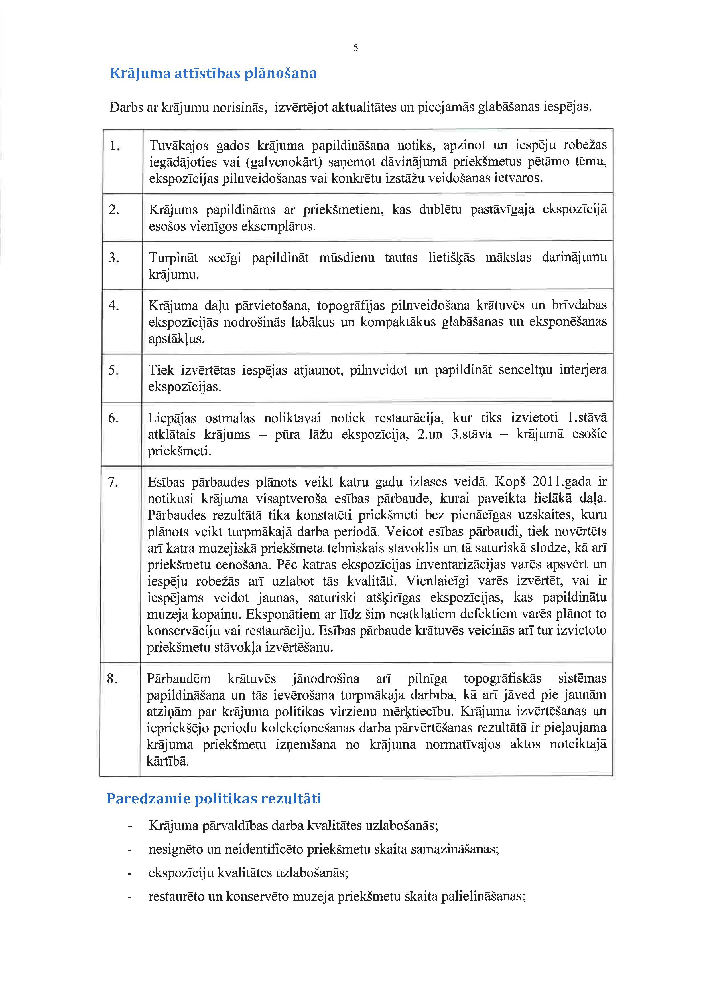 5
Krājuma attīstības plānošana
Darbs ar krājumu norisinās, izvērtējot aktualitātes un pieejamās glabāšanas iespējas.
1. Tuvākajos gados krājuma papildināšana notiks, apzinot un iespēju robežas
iegādājoties vai (galvenokārt) saņemot dāvinājumā priekšmetus pētāmo tēmu,
ekspozīcijas pilnveidošanas vai konkrētu izstāžu veidošanas ietvaros.
2. Krājums papildināms ar priekšmetiem, kas dublētu pastāvīgajā ekspozīcijā
esošos vienīgos eksemplārus.
3. Turpināt secīgi papildināt mūsdienu tautas lietišķās mākslas darinājumu
krājumu.
4. Krājuma daļu pārvietošana, topogrāfijas pilnveidošana krātuvēs un brīvdabas
ekspozīcijās nodrošinās labākus un kompaktākus glabāšanas un eksponēšanas
apstākļus.
5. Tiek izvērtētas iespējas atjaunot, pilnveidot un papildināt senceltņu interjera
ekspozīcijas.
6. Liepājas ostmalas noliktavai notiek restaurācija, kur tiks izvietoti 1.stāvā
atklātais krājums – pūra lāžu ekspozīcija, 2.un 3.stāvā – krājumā esošie
priekšmeti.
7. Esības pārbaudes plānots veikt katru gadu izlases veidā. Kopš 2011.gada ir
notikusi krājuma visaptveroša esības pārbaude, kurai paveikta lielākā daļa.
Pārbaudes rezultātā tika konstatēti priekšmeti bez pienācīgas uzskaites, kuru
plānots veikt turpmākajā darba periodā. Veicot esības pārbaudi, tiek novērtēts
arī katra muzejiskā priekšmeta tehniskais stāvoklis un tā saturiskā slodze, kā arī
priekšmetu cenošana. Pēc katras ekspozīcijas inventarizācijas varēs apsvērt un
iespēju robežās arī uzlabot tās kvalitāti. Vienlaicīgi varēs izvērtēt, vai ir
iespējams veidot jaunas, saturiski atšķirīgas ekspozīcijas, kas papildinātu
muzeja kopainu. Eksponātiem ar līdz šim neatklātiem defektiem varēs plānot to
konservāciju vai restaurāciju. Esības pārbaude krātuvēs veicinās arī tur izvietoto
priekšmetu stāvokļa izvērtēšanu.
8. Pārbaudēm krātuvēs jānodrošina arī pilnīga topogrāfiskās sistēmas
papildināšana un tās ievērošana turpmākajā darbībā, kā arī jāved pie jaunām
atziņām par krājuma politikas virzienu mērķtiecību. Krājuma izvērtēšanas un
iepriekšējo periodu kolekcionēšanas darba pārvērtēšanas rezultātā ir pieļaujama
krājuma priekšmetu izņemšana no krājuma normatīvajos aktos noteiktajā
kārtībā.
Paredzamie politikas rezultāti
- Krājuma pārvaldības darba kvalitātes uzlabošanās;
- nesignēto un neidentificēto priekšmetu skaita samazināšanās;
- ekspozīciju kvalitātes uzlabošanās;
- restaurēto un konservēto muzeja priekšmetu skaita palielināšanās;